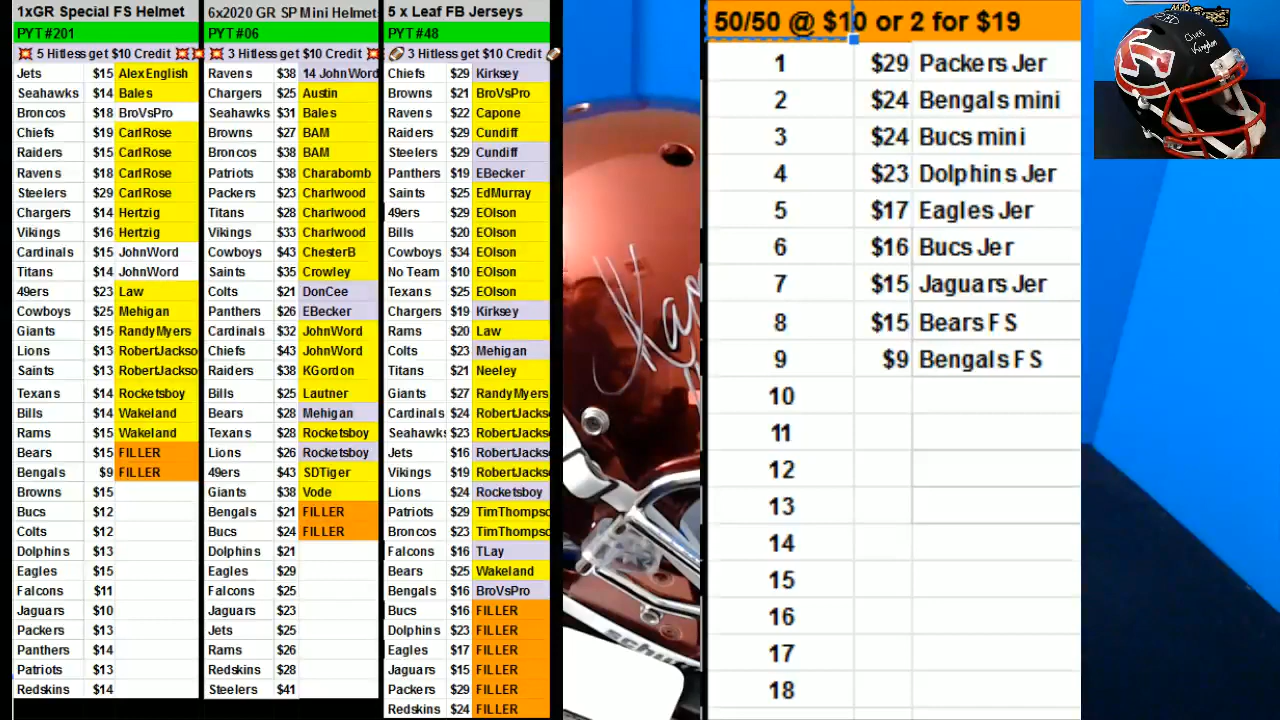 1xGR Special FS Helmet
PYT #201
5 Hitless get $10 Credit
Jets $15 AlexEnglish
Seahawks $14 Bales
Broncos $18 BroVsPro
Chiefs $19 CarlRose
Raiders $15 CarlRose
Ravens $18 CarlRose
Steelers $29 CarlRose
Chargers $14 Hertzig
Vikings $16 Hertzig
Cardinals $15 JohnWord
Titans $14 JohnWord
49ers $23 Law
Cowboys $25 Mehigan
Giants $15 RandyMyers
Lions $13 RobertJackso
Saints $13 RobertJackso
Texans $14 Rocketsboy
Bills $14 Wakeland
Rams $15 Wakeland
Bears $15 FILLER
Bengals $9 FILLER
Browns $15
Bucs $12
Colts $12
Dolphins $13
Eagles $15
Falcons $11
Jaguars $10
Packers $13
Panthers $14
Patriots $13
Redskins $14
6x2020 GR SP Mini Helmet
PYT #06
3 Hitless get $10 Credit
Ravens $38 14 JohnWord
Chargers $25 Austin
Seahawks $31 Bales
Browns $27 BAM
Broncos $38 BAM
Patriots $38 Charabomb
Packers $23 Charlwood
Titans $28 Charlwood
Vikings $33 Charlwood
Cowboys $43 ChesterB
Saints $35 Crowley
Colts $21 DonCee
Panthers $26 EBecker
Cardinals $32 JohnWord
Chiefs $43 JohnWord
Raiders $38 KGordon
Bills $25 Lautner
Bears $28 Mehigan
Texans $28 Rocketsboy
Lions $26 Rocketsboy
49ers $43 SDTiger
Giants $38 Vode
Bengals $21 FILLER
Bucs $24 FILLER
Dolphins $21
Eagles $29
Falcons $25
Jaguars $23
Jets $25
Rams $26
Redskins $28
Steelers $41
5 x Leaf FB Jerseys
PYT #48
3 Hitless get $10 Credit
Chiefs $29 Kirksey
Browns $21 BroVsPro
Ravens $22 Capone
Raiders $29 Cundiff
Steelers $29 Cundiff
Panthers $19 EBecker
Saints $25 EdMurray
49ers $29 EOlson
Bills $20 EOlson
Cowboys $34 EOlson
No Team $10 EOlson
Texans $25 EOlson
Chargers $19 Kirksey
Rams $20 Law
Colts $23 Mehigan
Titans $21 Neeley
Giants $27 RandyMyers
Cardinals $24 RobertJacks
Seahawks $23 RobertJacks
Jets $16 RobertJacks
Vikings $19 RobertJacks
Lions $24 Rocketsboy
Patriots $29 TimThompso
Broncos $23 TimThompso
Falcons $16 TLay
Bears $25 Wakeland
Bengals $16 BroVsPro
Bucs $16 FILLER
Dolphins $23 FILLER
Eagles $17 FILLER
Jaguars $15 FILLER
Packers $29 FILLER
Redskins $24 FILLER
50/50 @ $10 or 2 for $19
1 $29 Packers Jer
2 $24 Bengals mini
3 $24 Bucs mini
4 $23 Dolphins Jer
5 $17 Eagles Jer
6 $16 Bucs Jer
7 $15 Jaguars Jer
8 $15 Bears FS
9 $9 Bengals FS
10
11
12
13
14
15
16
17
18